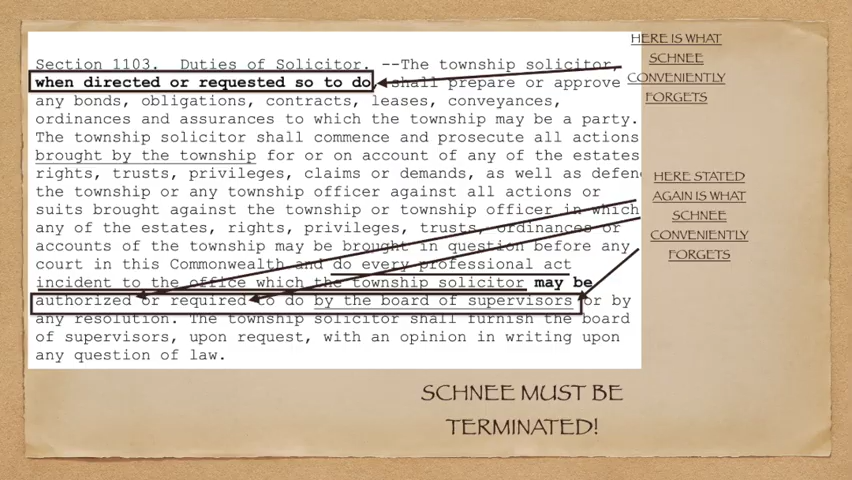 Section 1103.  Duties of Solicitor. --The township solicitor,
when directed or requested so to do, shall prepare or approve
any bonds, obligations, contracts, leases, conveyances,
ordinances and assurances to which the township may be a party.
The township solicitor shall commence and prosecute all actions
brought by the township for or on account of any of the estates
rights, trusts, privileges, claims or demands, as well as defen
the township or any township officer against all actions or
suits brought against the township or township officer in which
any of the estates, rights, privileges, trusts, ordinances or
accounts of the township may be brought in question before any
court in this Commonwealth and do every professional act
incident to the office which the township solicitor may be
authorized or required to do by the board of supervisors or by
any resolution. The township solicitor shall furnish the board
of supervisors, upon request, with an opinion in writing upon
any question of law.
HERE IS WHAT
SCHNEE
CONVENIENTLY
FORGETS
HERE STATED
AGAIN IS WHAT
SCHNEE
CONVENIENTLY
FORGETS
SCHNEE MUST BE
TERMINATED!